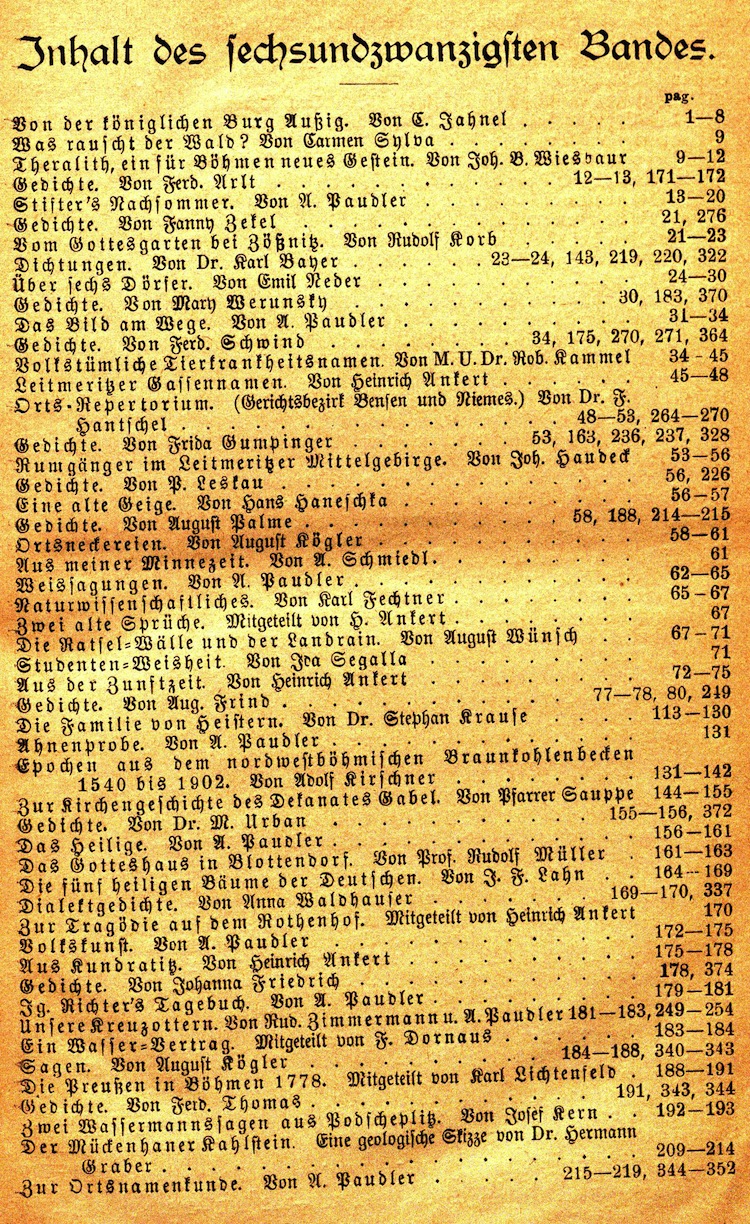 Inhalt des sechsundzwanzigsten Bandes.
pag.
Von der königlichen Burg Außig. Von C. Jahnel . . . . . 1—8
Was rauscht der Wald? Von Carmen Sylva . . . . . 9
Theralith, ein für Böhmen neues Gestein. Von Joh. B. Wiesbaur 9—12
Gedichte. Von Ferd. Arlt . . . . . 12—13, 171—172
Stifter's Nachsommer. Von A. Paudler . . . . . 13—20
Gedichte. Von Fanny Zekel . . . . . 21, 276
Vom Gottesgarten bei Zößnitz. Von Rudolf Korb . . . . . 21—23
Dichtungen. Von Dr. Karl Bayer . . . . . 23—24, 143, 219, 220, 322
Über sechs Dörfer. Von Emil Neder . . . . . 24—30
Gedichte. Von Mary Werunsky . . . . . 30, 183, 370
Das Bild am Wege. Von A. Paudler . . . . . 31—34
Gedichte. Von Ferd. Schwind . . . . . 34, 175, 270, 271, 364
Volkstümliche Tierkrankheitsnamen. Von M. U. Dr. Rob. Kammel 34-45
Leitmeritzer Gassennamen. Von Heinrich Ankert . . . . . 45—48
Orts-Repertorium. (Gerichtsbezirk Bensen und Niemes.) Von Dr. F.
Hantschel . . . . . 48—53, 264—270
Gedichte. Von Frida Gumpinger . . . . . 53, 163, 236, 237, 328
Rumgänger im Leitmeritzer Mittelgebirge. Von Joh. Haudeck 53—56
Gedichte. Von P. Leskau . . . . . 56, 226
Eine alte Geige. Von Hans Haneschka . . . . . 56—57
Gedichte. Von August Palme . . . . . 58, 188, 214—215
Ortsneckereien. Von August Kögler . . . . . 58—61
Aus meiner Minnezeit. Von A. Schmiedl. . . . . . 61
Weissagungen. Von A. Paudler . . . . . 62—65
Naturwissenschaftliches. Von Karl Fechtner . . . . . 65-67
Zwei alte Sprüche. Mitgeteilt von H. Ankert . . . . . 67
Die Ratsel-Wälle und der Landrain. Von August Wünsch . . 67-71
Studenten-Weisheit. Von Ida Segalla . . . . . 71
Aus der Zunftzeit. Von Heinrich Ankert . . . . . 72—75
Gedichte. Von Aug. Frind . . . . . 77—78, 80, 249
Die Familie von Heistern. Von Dr. Stephan Krause . . . . 113—130
Ahnenprobe. Von A. Paudler . . . . . 131
Epochen aus dem nordwestböhmischen Braunkohlenbecken
1540 bis 1902. Von Adolf Kirschner . . . . . 131—142
Zur Kirchengeschichte des Dekanates Gabel. Von Pfarrer Sauppe 144—155
Gedichte. Von Dr. M. Urban . . . . . 155—156, 372
Das Heilige. Von A. Paudler . . . . . 156—161
Das Gotteshaus in Blottendorf. Von Prof. Rudolf Müller . . 161—163
Die fünf heiligen Bäume der Deutschen. Von J. F. Lahn . . 164—169
Dialektgedichte. Von Anna Waldhauser . . . . . 169—170, 337
Zur Tragödie auf dem Rothenhof. Mitgeteilt von Heinrich Ankert 170
Volkskunst. Von A. Paudler . . . . . 172—175
Aus Kundratitz. Von Heinrich Ankert . . . . . 175—178
Gedichte. Von Johanna Friedrich . . . . . 178, 374
Ig. Richter's Tagebuch. Von A. Paudler . . . . . 179—181
Unsere Kreuzottern. Von Rud. Zimmermann u. A. Paudler 181—183, 249—254
Ein Wasser-Vertrag. Mitgeteilt von F. Dornaus . . . . . 183—184
Sagen. Von August Kögler . . . . . 184—188, 340—343
Die Preußen in Böhmen 1778. Mitgeteilt von Karl Lichtenfeld . 188—191
Gedichte. Von Ferd. Thomas . . . . . 191, 343, 344
Zwei Wassermannssagen aus Podscheplitz. Von Josef Kern . . 192—193
Der Mückenhaner Kahlstein. Eine geologische Skizze von Dr. Hermann
Graber . . . . . 209—214
Zur Ortsnamenkunde. Von A. Paudler . . . . . 215—219, 344—352